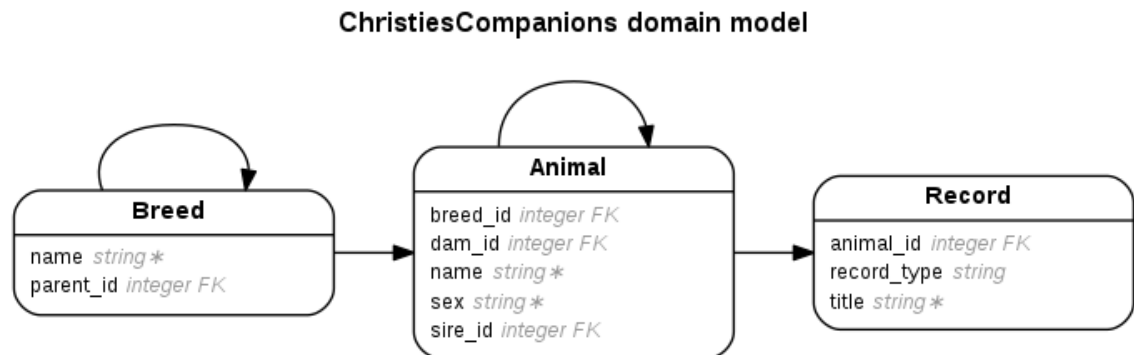 ChristiesCompanions domain model
Breed
name string∗
parent_id integer FK
Animal
breed_id integer FK
dam_id integer FK
name string∗
sex string∗
sire_id integer FK
Record
animal_id integer FK
record_type string
title string∗